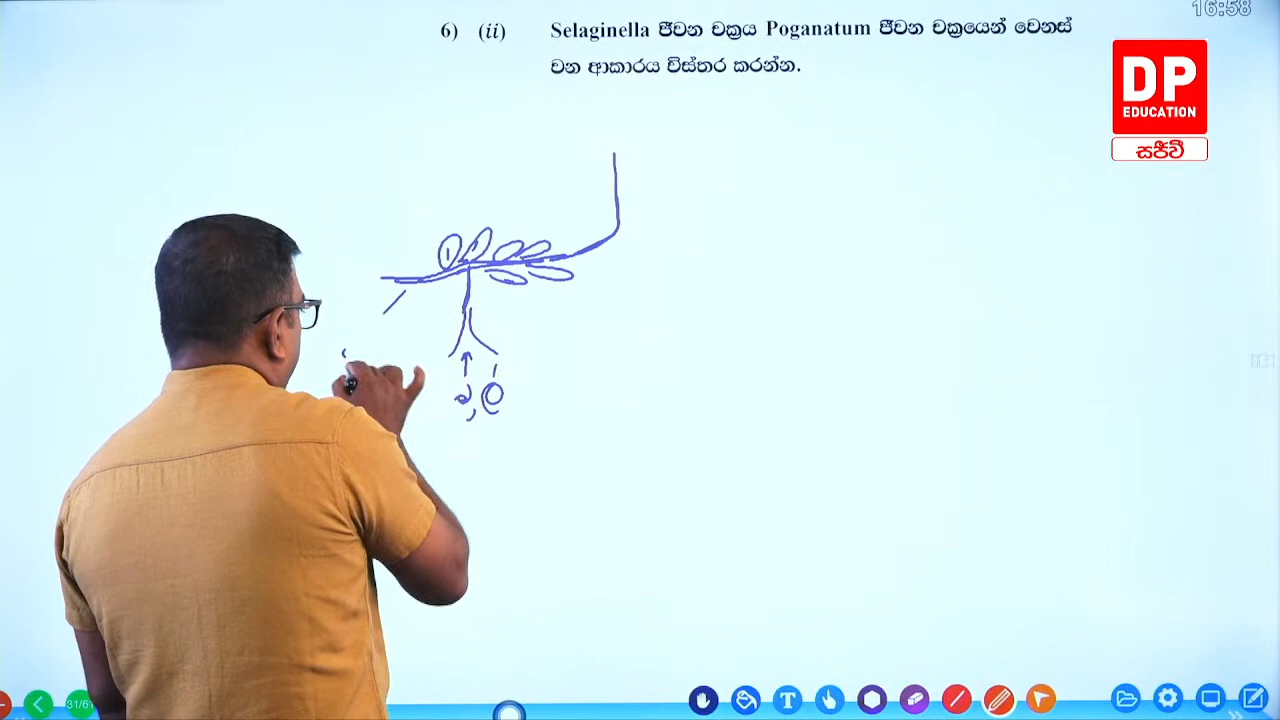 16:58
6) (ii) Selaginella ජීවන චක්‍රය Poganatum ජීවන චක්‍රයෙන් වෙනස්
වන ආකාරය විස්තර කරන්න.
DP
EDUCATION
සජීවී
මුල්
31/61